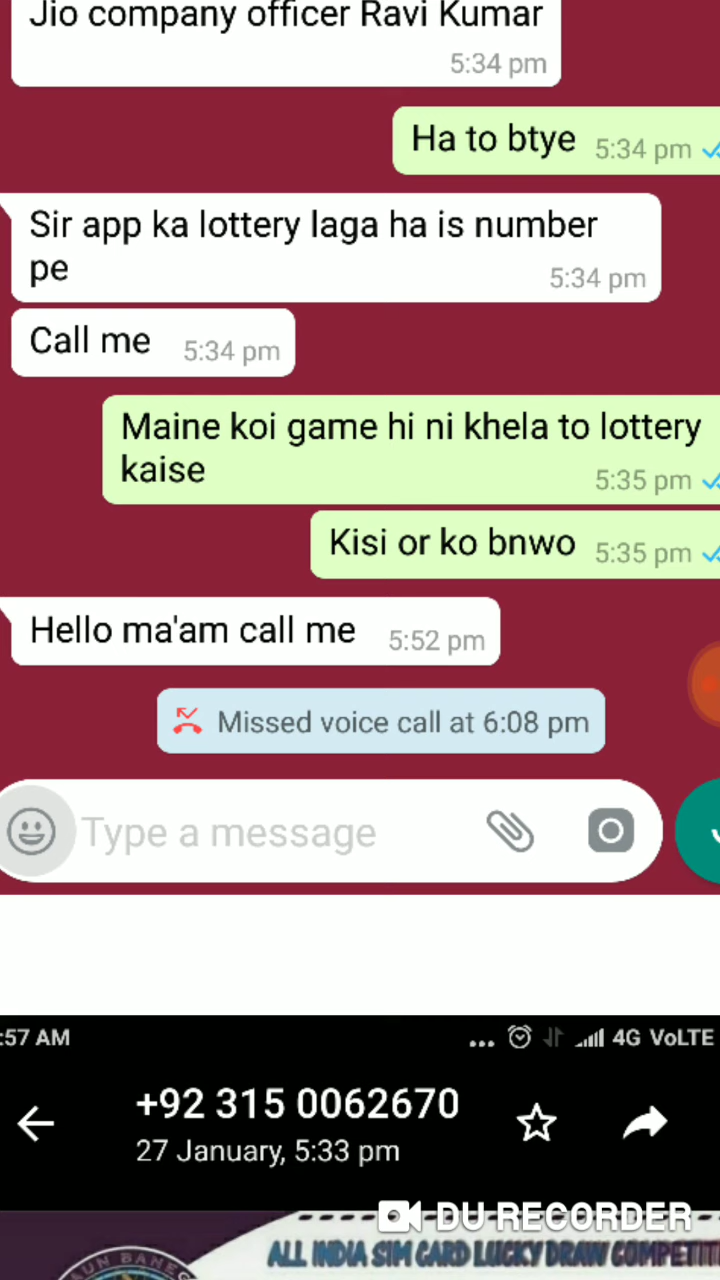 Jio company officer Ravi Kumar
5:34 pm
Ha to btye 5:34 pm
Sir app ka lottery laga ha is number
pe 5:34 pm
Call me 5:34 pm
Maine koi game hi ni khela to lottery
kaise 5:35 pm
Kisi or ko bnwo 5:35 pm
Hello ma'am call me 5:52 pm
Missed voice call at 6:08 pm
Type a message
:57 AM 4G VoLTE
+92 315 0062670
27 January, 5:33 pm
DU RECORDER
ALL INDIA SIM CARD LUCKY DRAW COMPETITI
AUN BANEG